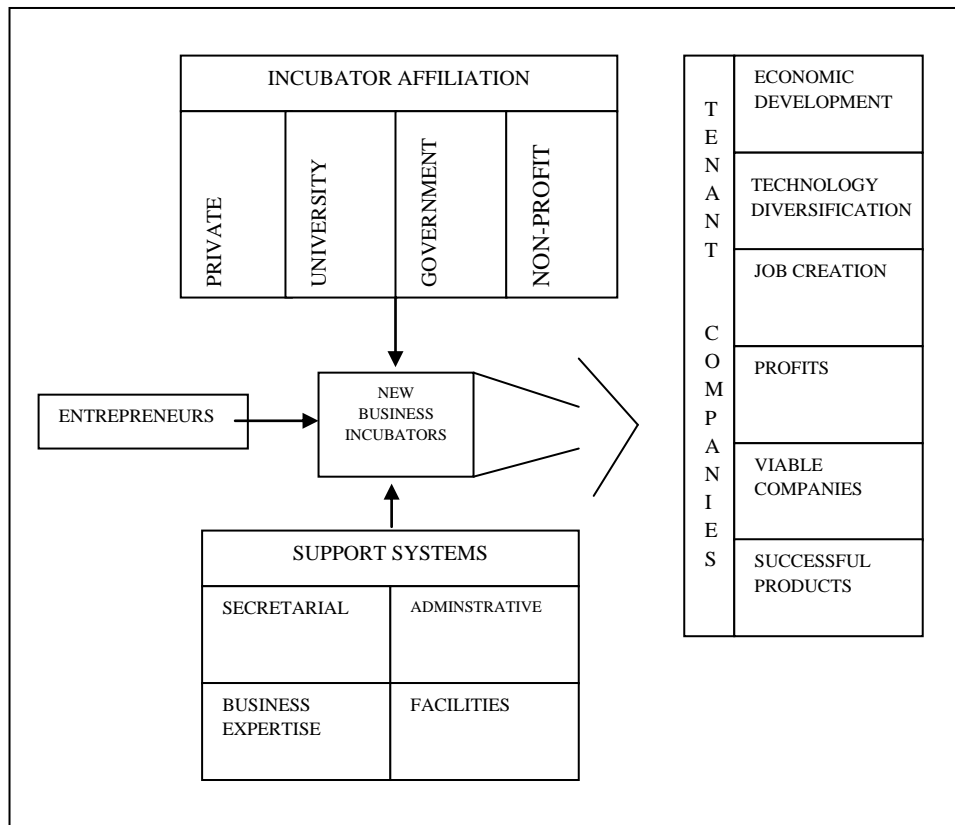 INCUBATOR AFFILIATION
PRIVATE
UNIVERSITY
GOVERNMENT
NON-PROFIT
ENTREPRENEURS
NEW
BUSINESS
INCUBATORS
SUPPORT SYSTEMS
SECRETARIAL
ADMINSTRATIVE
BUSINESS
EXPERTISE
FACILITIES
TENANT COMPANIES
ECONOMIC
DEVELOPMENT
TECHNOLOGY
DIVERSIFICATION
JOB CREATION
PROFITS
VIABLE
COMPANIES
SUCCESSFUL
PRODUCTS